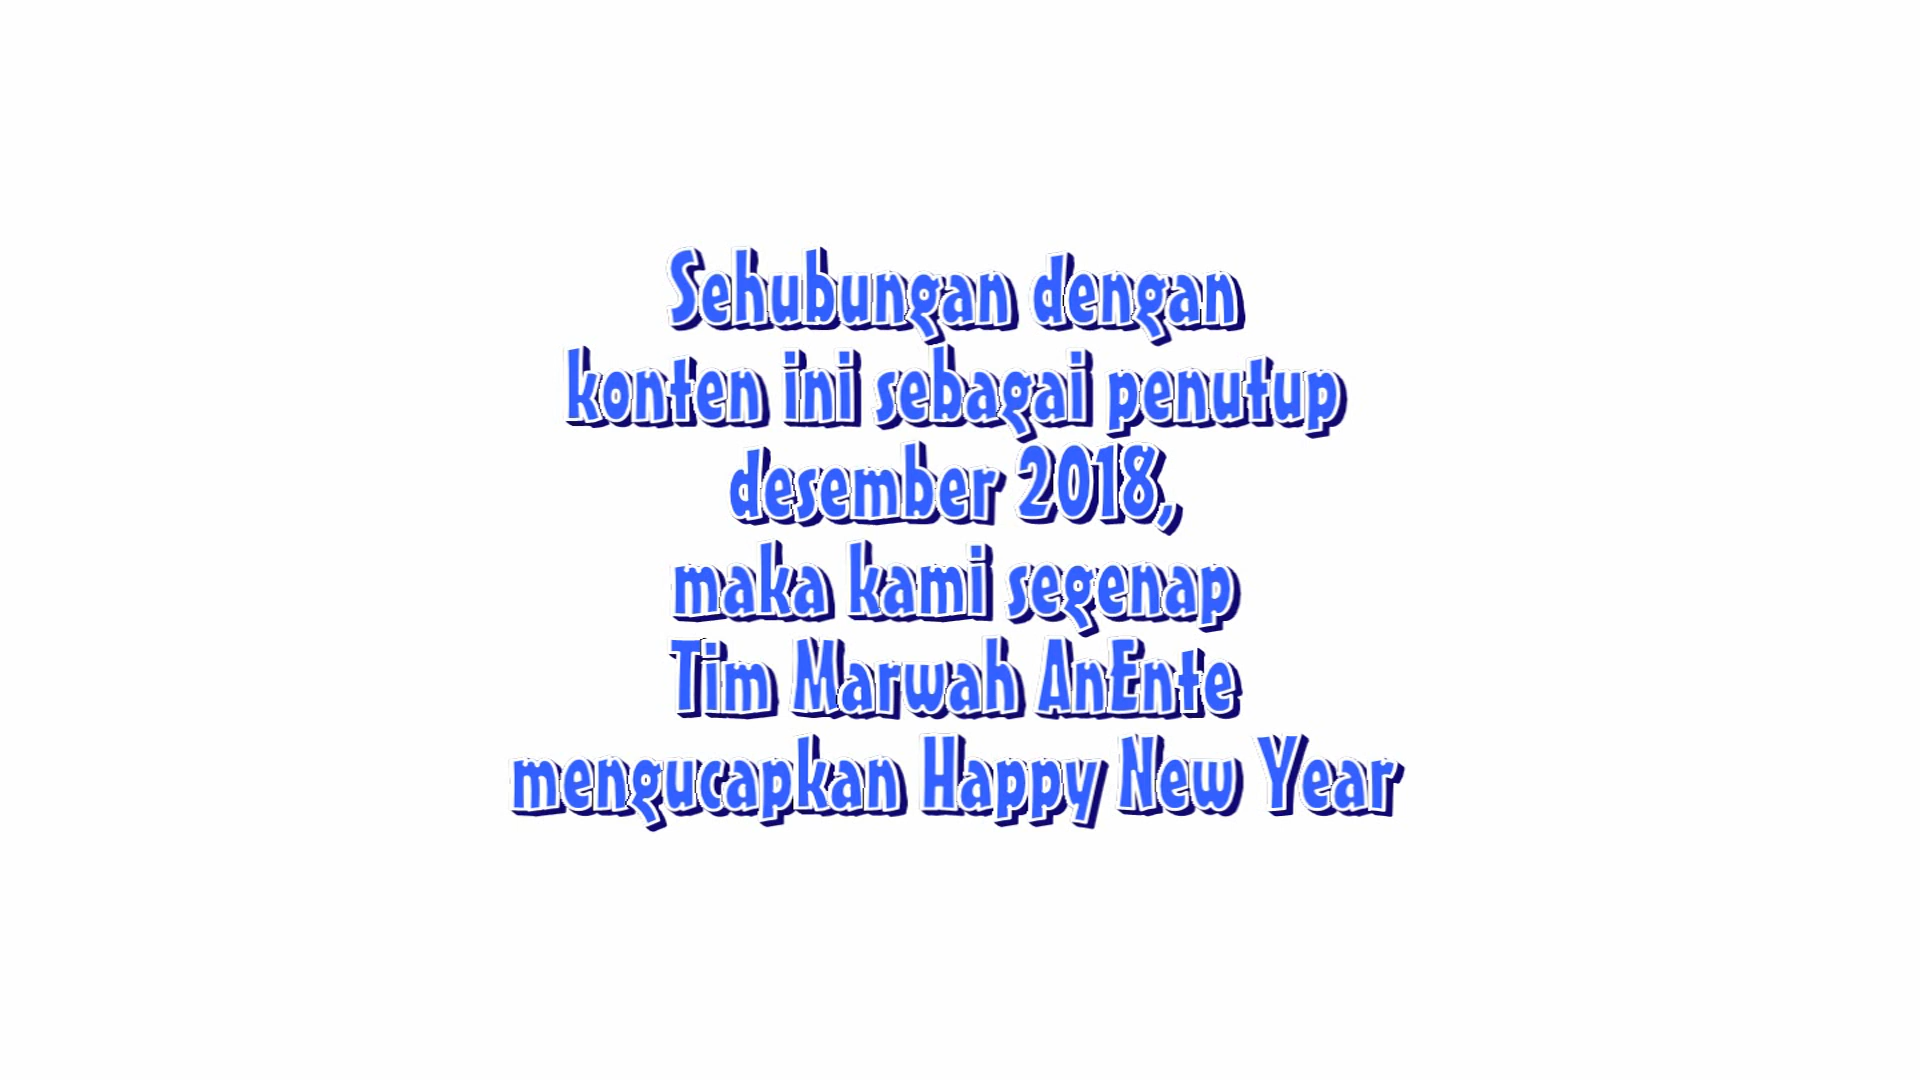 Sehubungan dengan
konten ini sebagai penutup
desember 2018,
maka kami segenap
Tim Marwah AnEnte
mengucapkan Happy New Year